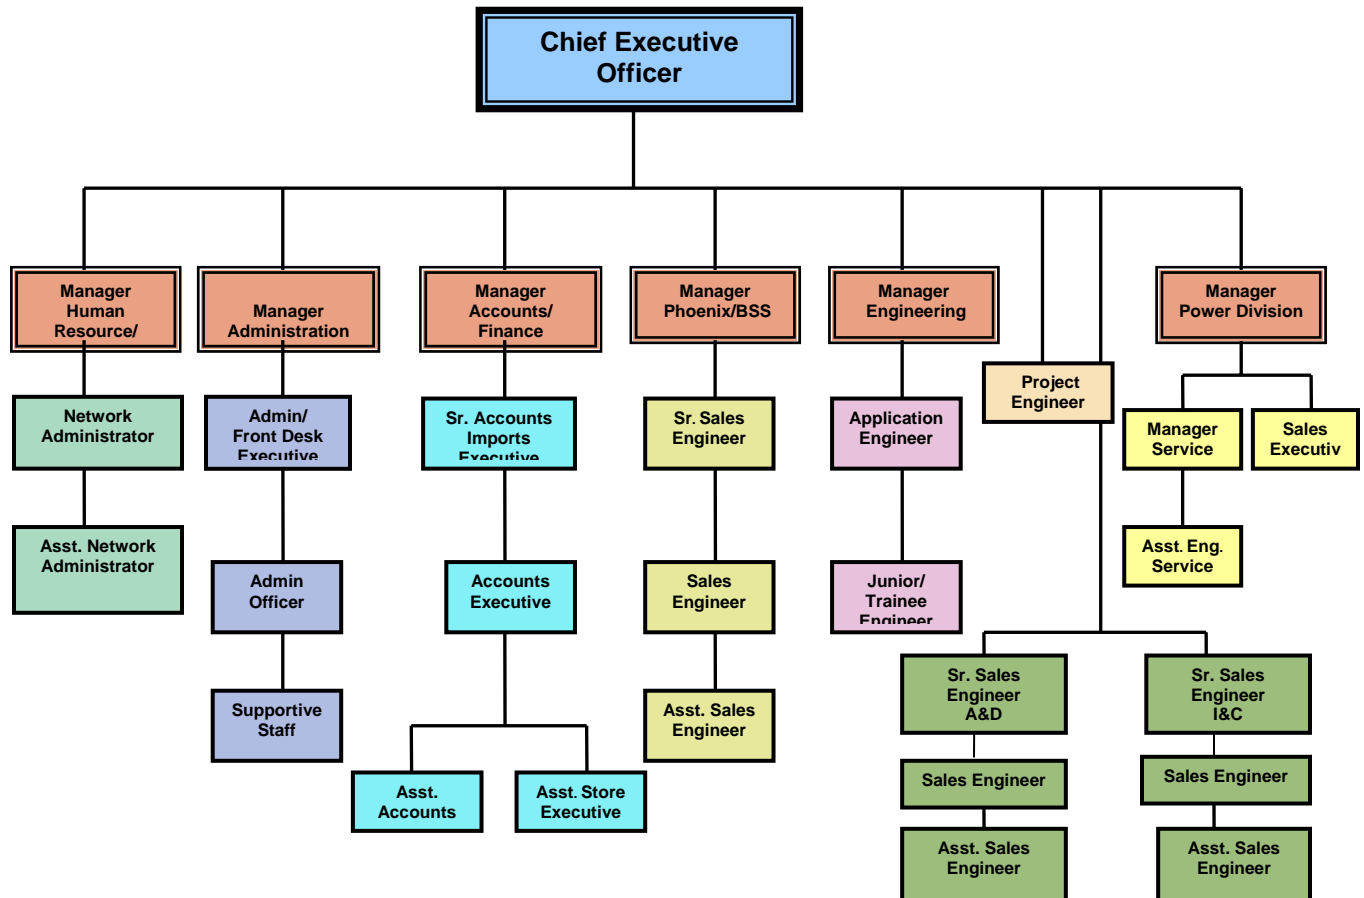 Chief Executive
Officer
Manager
Human
Resource/
Manager
Administration
Manager
Accounts/
Finance
Manager
Phoenix/BSS
Manager
Engineering
Manager
Power Division
Project
Engineer
Network
Administrator
Admin/
Front Desk
Executive
Sr. Accounts
Imports
Executive
Sr. Sales
Engineer
Application
Engineer
Manager
Service
Sales
Executiv
Asst. Network
Administrator
Asst. Eng.
Service
Admin
Officer
Accounts
Executive
Sales
Engineer
Junior/
Trainee
Engineer
Sr. Sales
Engineer
A&D
Sr. Sales
Engineer
I&C
Supportive
Staff
Asst. Sales
Engineer
Sales Engineer
Sales Engineer
Asst.
Accounts
Asst. Store
Executive
Asst. Sales
Engineer
Asst. Sales
Engineer